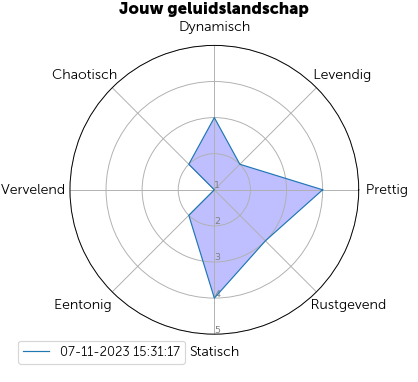 Jouw geluidslandschap
Dynamisch
Chaotisch
Levendig
Vervelend
Prettig
1
2
3
4
5
Eentonig
Rustgevend
07-11-2023 15:31:17
Statisch